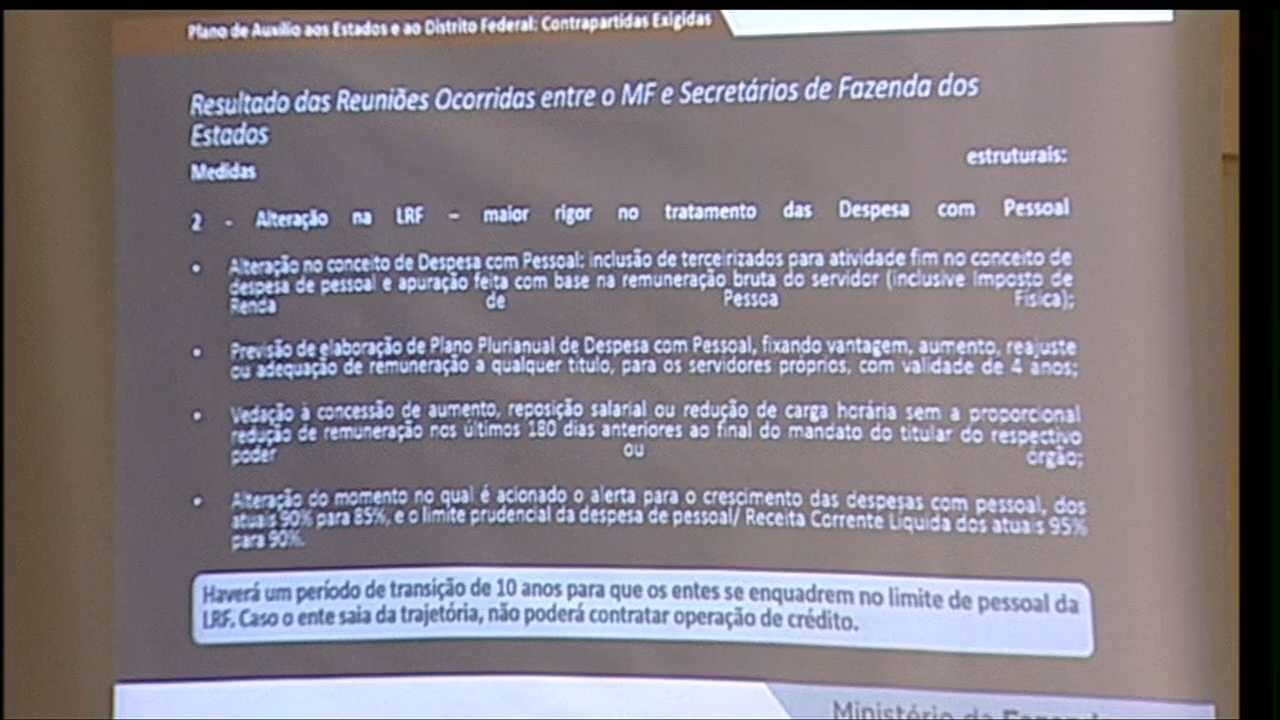 Plano de Auxílio aos Estados e ao Distrito Federal: Contrapartidas Exigidas
Resultado das Reuniões Ocorridas entre o MF e Secretários de Fazenda dos
Estados
Medidas estruturais:
2 - Alteração na LRF – maior rigor no tratamento das Despesa com Pessoal
• Alteração no conceito de Despesa com Pessoal: inclusão de terceirizados para atividade fim no conceito de
despesa de pessoal e apuração feita com base na remuneração bruta do servidor (inclusive Imposto de
Renda de Pessoa Física);
• Previsão de elaboração de Plano Plurianual de Despesa com Pessoal, fixando vantagem, aumento, reajuste
ou adequação de remuneração a qualquer título, para os servidores próprios, com validade de 4 anos;
• Vedação à concessão de aumento, reposição salarial ou redução de carga horária sem a proporcional
redução de remuneração nos últimos 180 dias anteriores ao final do mandato do titular do respectivo
poder ou órgão;
• Alteração do momento no qual é acionado o alerta para o crescimento das despesas com pessoal, dos
atuais 90% para 85%, e o limite prudencial da despesa de pessoal/ Receita Corrente Líquida dos atuais 95%
para 90%.
Haverá um período de transição de 10 anos para que os entes se enquadrem no limite de pessoal da
LRF. Caso o ente saia da trajetória, não poderá contratar operação de crédito.
Ministério da Fazenda